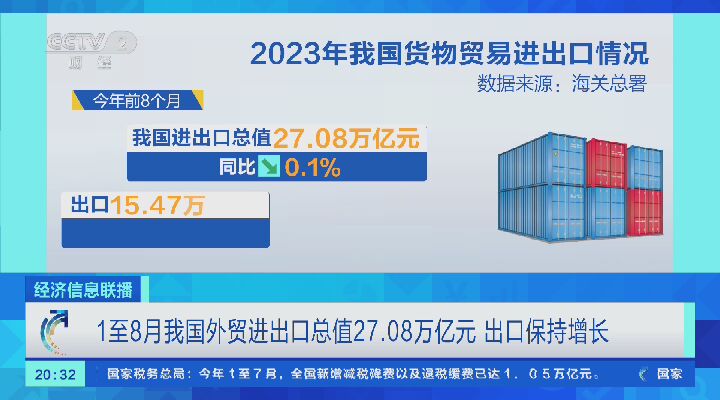 CCTV 2
财经
2023年我国货物贸易进出口情况
数据来源：海关总署
今年前8个月
我国进出口总值27.08万亿元
同比 0.1%
出口15.47万
经济信息联播
1至8月我国外贸进出口总值27.08万亿元 出口保持增长
20:32 国家税务总局：今年1至7月，全国新增减税降费以及退税缓费已达1.05万亿元。 国家